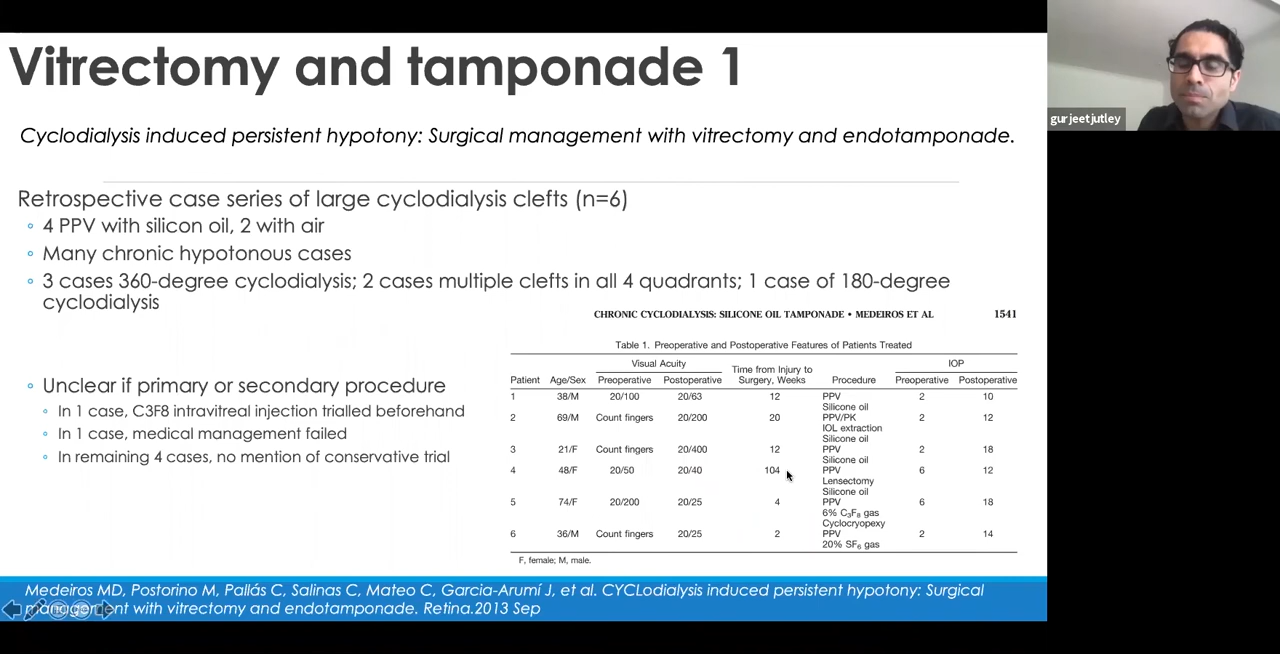 Vitrectomy and tamponade 1
gurjeetjutley
Cyclodialysis induced persistent hypotony: Surgical management with vitrectomy and endotamponade.
Retrospective case series of large cyclodialysis clefts (n=6)
◦ 4 PPV with silicon oil, 2 with air
◦ Many chronic hypotonous cases
◦ 3 cases 360-degree cyclodialysis; 2 cases multiple clefts in all 4 quadrants; 1 case of 180-degree
cyclodialysis
◦ Unclear if primary or secondary procedure
◦ In 1 case, C3F8 intravitreal injection trialled beforehand
◦ In 1 case, medical management failed
◦ In remaining 4 cases, no mention of conservative trial
CHRONIC CYCLODIALYSIS: SILICONE OIL TAMPONADE • MEDEIROS ET AL 1541
Table 1. Preoperative and Postoperative Features of Patients Treated
Visual Acuity IOP
Time from Injury to
Patient Age/Sex Preoperative Postoperative Surgery, Weeks Procedure Preoperative Postoperative
1 38/M 20/100 20/63 12 PPV 2 10
Silicone oil
2 69/M Count fingers 20/200 20 PPV/PK 2 12
IOL extraction
Silicone oil
3 21/F Count fingers 20/400 12 PPV 2 18
Silicone oil
4 48/F 20/50 20/40 104 PPV 6 12
Lensectomy
Silicone oil
5 74/F 20/200 20/25 4 PPV 6 18
6% C₃F₈ gas
Cyclocryopexy
6 36/M Count fingers 20/25 2 PPV 2 14
20% SF₆ gas
F, female; M, male.
Medeiros MD, Postorino M, Pallás C, Salinas C, Mateo C, Garcia-Arumí J, et al. CYCLodialysis induced persistent hypotony: Surgical
management with vitrectomy and endotamponade. Retina.2013 Sep